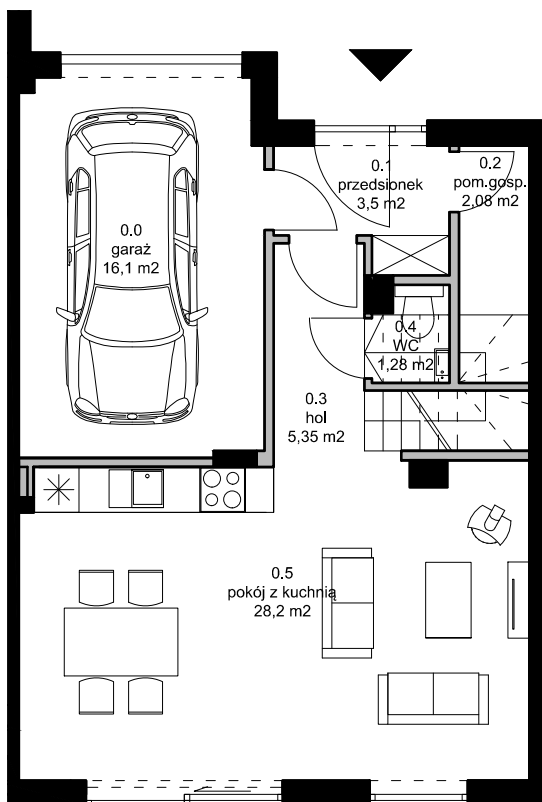 0.0
garaż
16,1 m2
0.1
przedsionek
3,5 m2
0.2
pom.gosp.
2,08 m2
0.4
WC
1,28 m2
0.3
hol
5,35 m2
0.5
pokój z kuchnią
28,2 m2